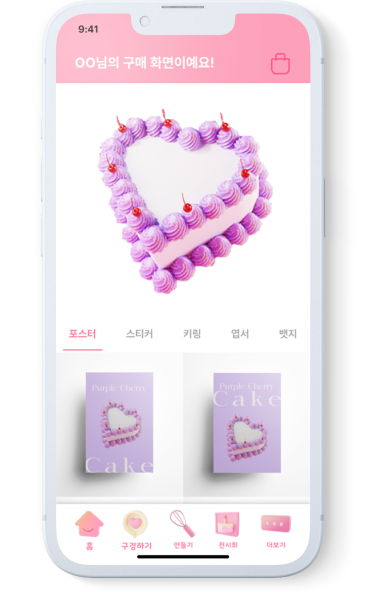 9:41
OO님의 구매 화면이예요!
포스터 스티커 키링 엽서 뱃지
Purple Cherry
Cake
Purple Cherry
Cake
홈 구경하기 만들기 전시회 더보기